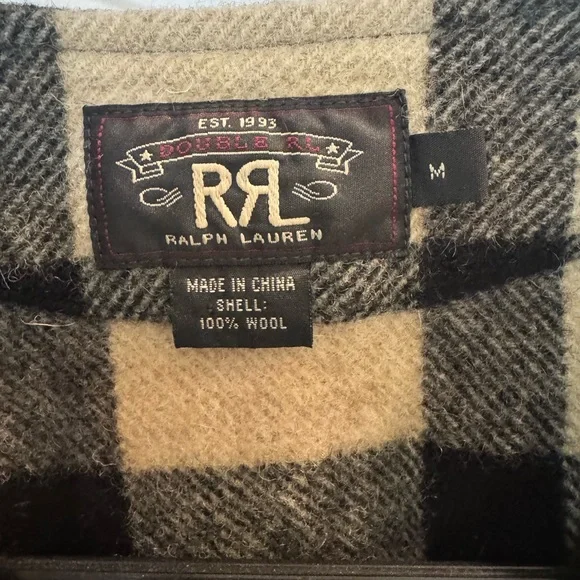 EST. 1993
DOUBLE RL
RRL
RALPH LAUREN
M
MADE IN CHINA
SHELL:
100% WOOL